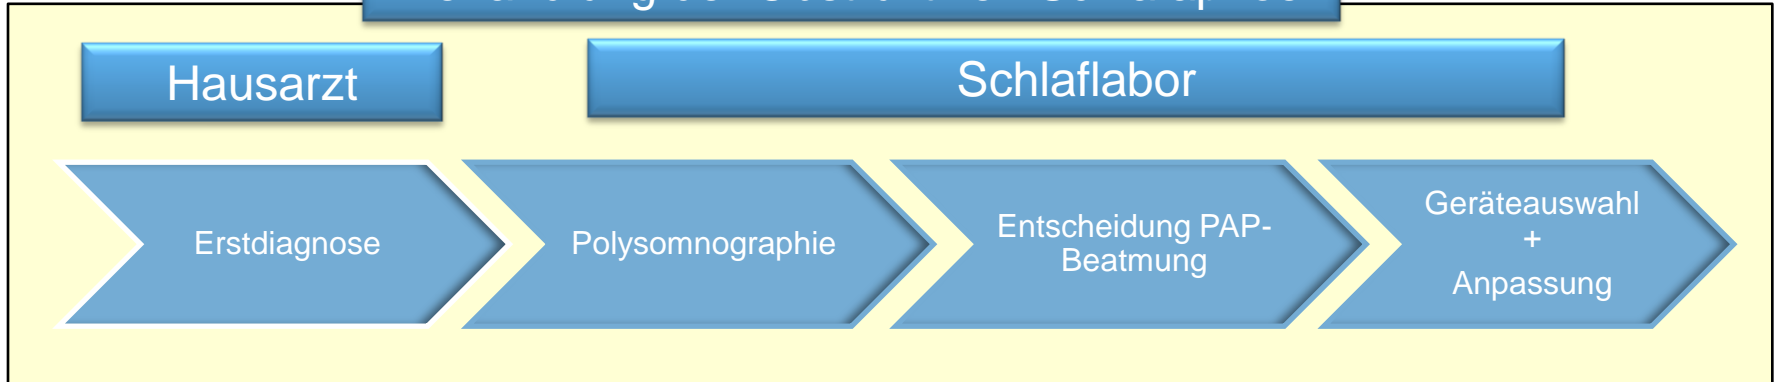 Hausarzt
Schlaflabor
Erstdiagnose
Polysomnographie
Entscheidung PAP-
Beatmung
Geräteauswahl
+
Anpassung